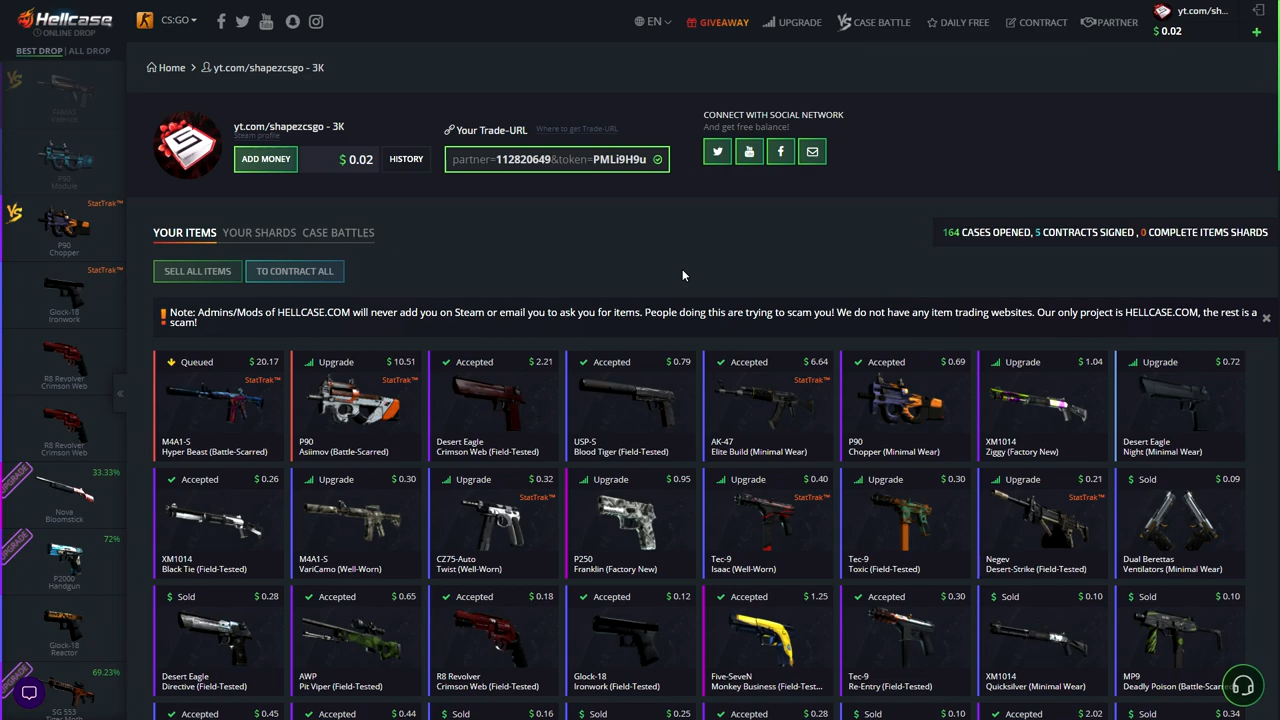 Hellcase
ONLINE DROP
CS:GO
EN
GIVEAWAY
UPGRADE
CASE BATTLE
DAILY FREE
CONTRACT
PARTNER
yt.com/sh...
$ 0.02
BEST DROP | ALL DROP
Home > yt.com/shapezcsgo - 3K
yt.com/shapezcsgo - 3K
Steam profile
ADD MONEY $ 0.02 HISTORY
Your Trade-URL Where to get Trade-URL
partner=112820649&token=PMLi9H9u
CONNECT WITH SOCIAL NETWORK
And get free balance!
YOUR ITEMS YOUR SHARDS CASE BATTLES
164 CASES OPENED, 5 CONTRACTS SIGNED , 0 COMPLETE ITEMS SHARDS
SELL ALL ITEMS TO CONTRACT ALL
Note: Admins/Mods of HELLCASE.COM will never add you on Steam or email you to ask you for items. People doing this are trying to scam you! We do not have any item trading websites. Our only project is HELLCASE.COM, the rest is a
scam!
VS
FAMAS
Valence
P90
Module
VS
StatTrak™
P90
Chopper
StatTrak™
Glock-18
Ironwork
R8 Revolver
Crimson Web
R8 Revolver
Crimson Web
UPGRADE
33.33%
Nova
Bloomstick
UPGRADE
72%
P2000
Handgun
Glock-18
Reactor
UPGRADE
69.23%
SG 553
Queued $ 20.17
StatTrak™
M4A1-S
Hyper Beast (Battle-Scarred)
Upgrade $ 10.51
StatTrak™
P90
Asiimov (Battle-Scarred)
Accepted $ 2.21
Desert Eagle
Crimson Web (Field-Tested)
Accepted $ 0.79
USP-S
Blood Tiger (Field-Tested)
Accepted $ 6.64
StatTrak™
AK-47
Elite Build (Minimal Wear)
Accepted $ 0.69
P90
Chopper (Minimal Wear)
Upgrade $ 1.04
XM1014
Ziggy (Factory New)
Upgrade $ 0.72
Desert Eagle
Night (Minimal Wear)
Accepted $ 0.26
XM1014
Black Tie (Field-Tested)
Upgrade $ 0.30
M4A1-S
VariCamo (Well-Worn)
Upgrade $ 0.32
StatTrak™
CZ75-Auto
Twist (Well-Worn)
Upgrade $ 0.95
P250
Franklin (Factory New)
Upgrade $ 0.40
StatTrak™
Tec-9
Isaac (Well-Worn)
Upgrade $ 0.30
Tec-9
Toxic (Field-Tested)
Upgrade $ 0.21
StatTrak™
Negev
Desert-Strike (Field-Tested)
Sold $ 0.09
Dual Berettas
Ventilators (Minimal Wear)
Sold $ 0.28
Desert Eagle
Directive (Field-Tested)
Accepted $ 0.65
AWP
Pit Viper (Field-Tested)
Accepted $ 0.18
R8 Revolver
Crimson Web (Field-Tested)
Accepted $ 0.12
Glock-18
Ironwork (Field-Tested)
Accepted $ 1.25
Five-SeveN
Monkey Business (Field-Test...
Accepted $ 0.30
Tec-9
Re-Entry (Field-Tested)
Sold $ 0.10
XM1014
Quicksilver (Minimal Wear)
Sold $ 0.10
MP9
Deadly Poison (Battle-Scarre
Accepted $ 0.45
Accepted $ 0.44
Sold $ 0.16
Sold $ 0.25
Accepted $ 0.28
Sold $ 0.10
Accepted $ 2.02
Sold $ 0.34